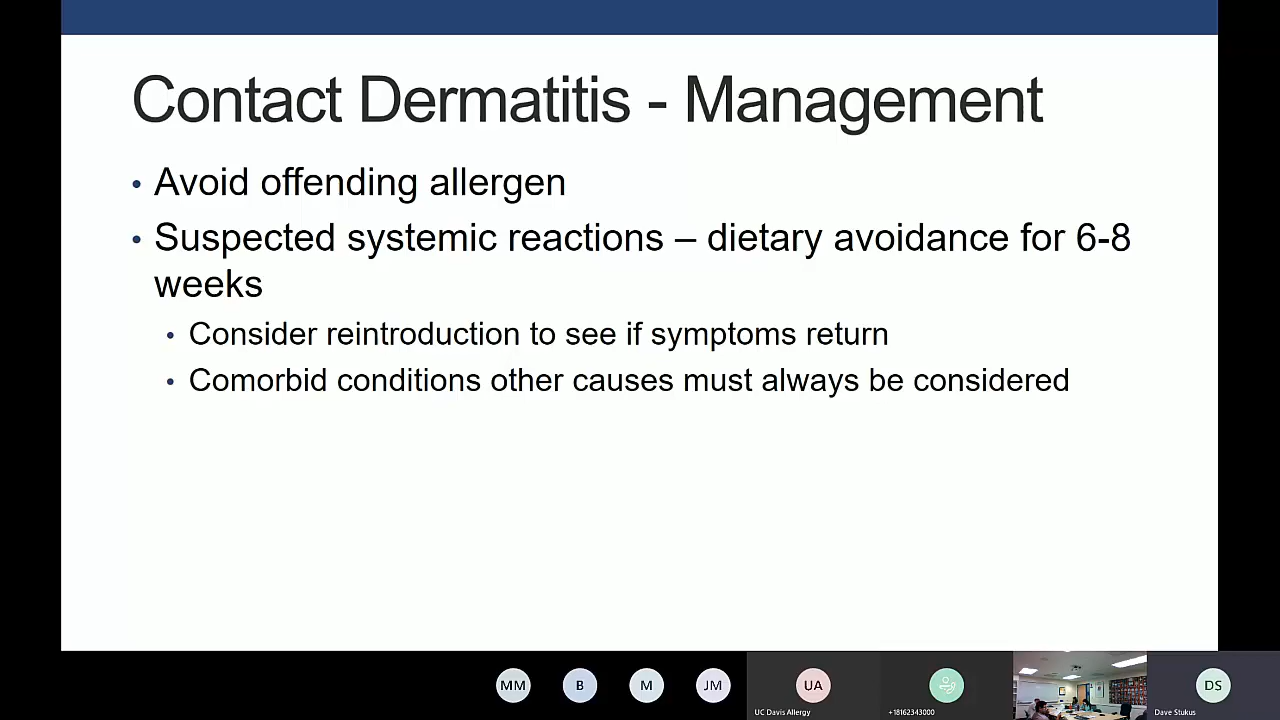 Contact Dermatitis - Management
• Avoid offending allergen
• Suspected systemic reactions – dietary avoidance for 6-8
weeks
• Consider reintroduction to see if symptoms return
• Comorbid conditions other causes must always be considered
MM
B
M
JM
UA
DS
UC Davis Allergy
+18162343000
Dave Stukus